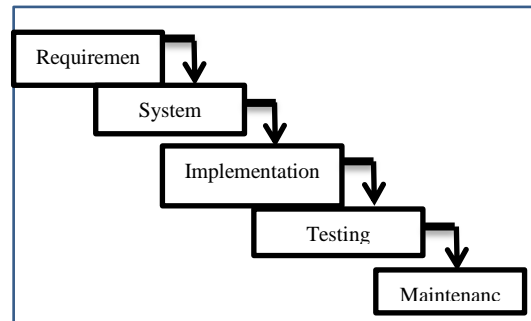 Requiremen
System
Implementation
Testing
Maintenanc